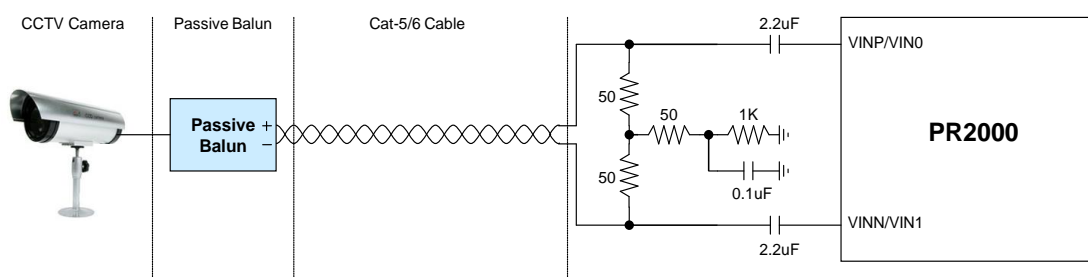 CCTV Camera
Passive Balun
Cat-5/6 Cable
2.2uF
VINP/VIN0
50
50
1K
Passive +
Balun −
PR2000
50
0.1uF
VINN/VIN1
2.2uF